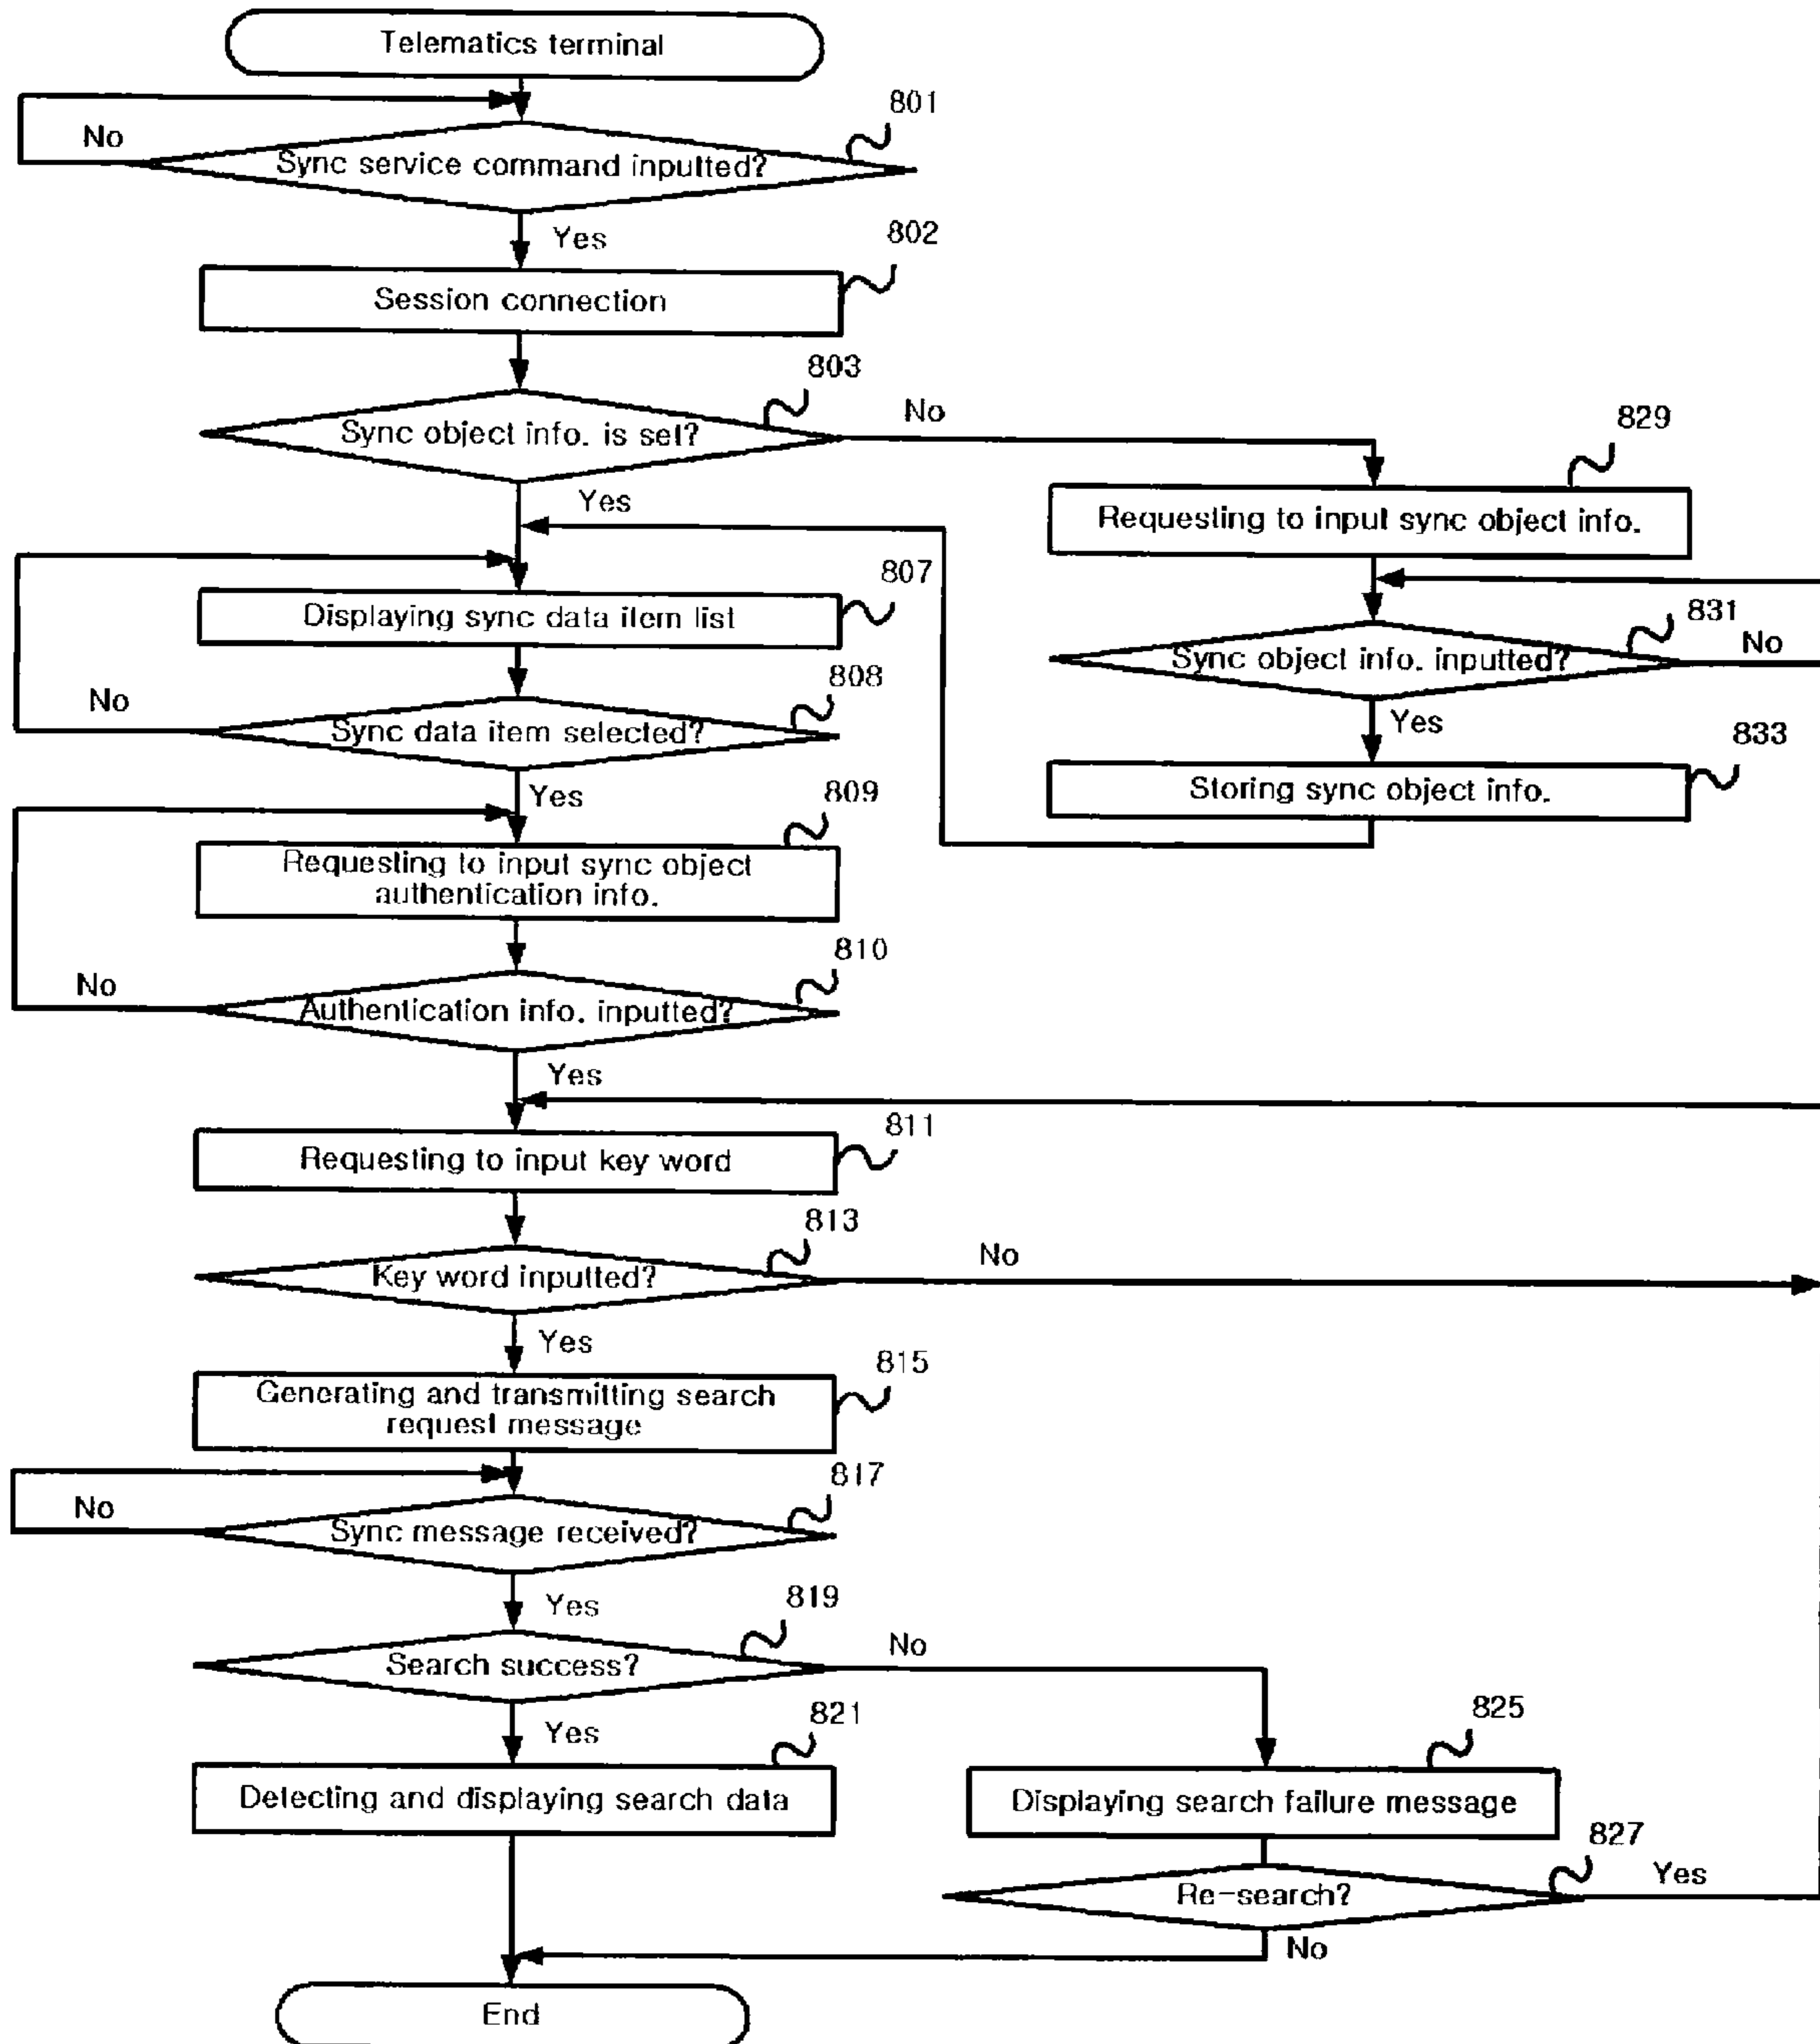 Telematics terminal
801
No
Sync service command inputted?
Yes
802
Session connection
803
Sync object info. is set?
No
829
Yes
Requesting to input sync object info.
807
Displaying sync data item list
831
Sync object info. inputted?
No
808
No
Sync data item selected?
Yes
833
Yes
809
Storing sync object info.
Requesting to input sync object
authentication info.
810
No
Authentication info. inputted?
Yes
811
Requesting to input key word
813
No
Key word inputted?
Yes
815
Generating and transmitting search
request message
817
No
Sync message received?
Yes
819
No
Search success?
Yes
821
825
Detecting and displaying search data
Displaying search failure message
827
Yes
Re-search?
No
End